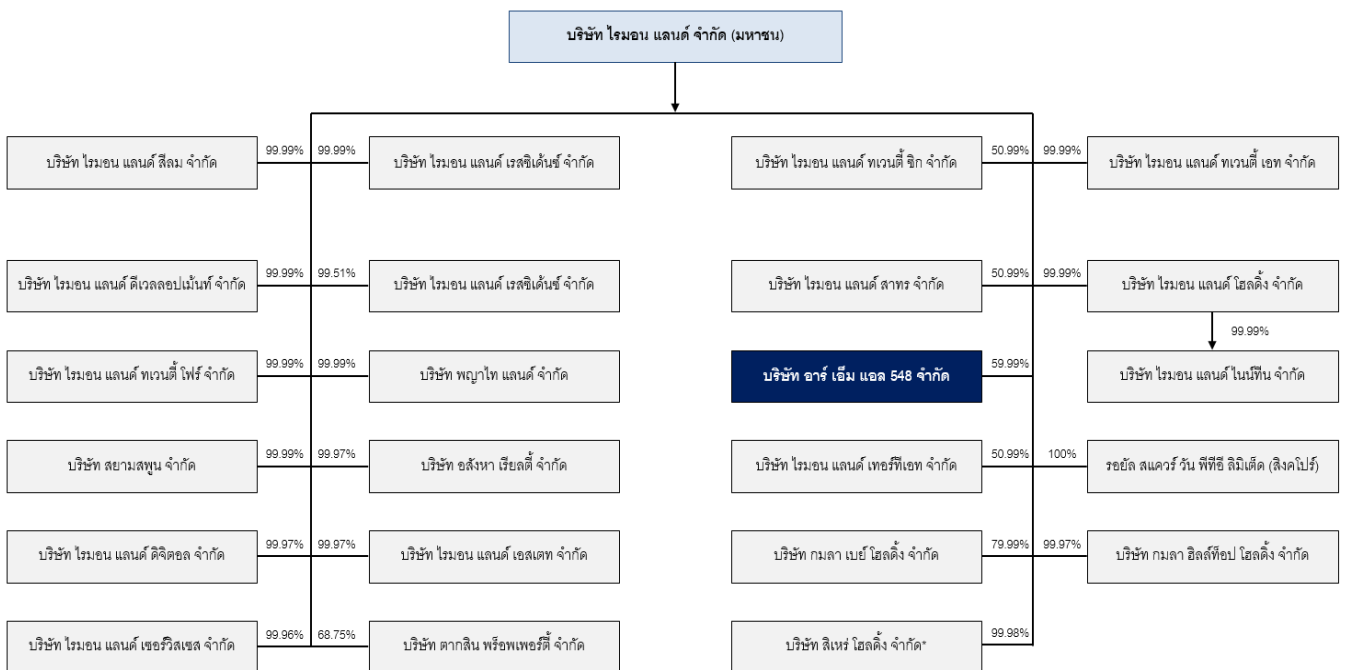 บริษัท ไรมอน แลนด์ จำกัด (มหาชน)
บริษัท ไรมอน แลนด์ สีลม จำกัด 99.99% 99.99% บริษัท ไรมอน แลนด์ เรสซิเด้นซ์ จำกัด
บริษัท ไรมอน แลนด์ ทเวนตี้ ซิก จำกัด 50.99% 99.99% บริษัท ไรมอน แลนด์ ทเวนตี้ เอท จำกัด
บริษัท ไรมอน แลนด์ ดีเวลลอปเม้นท์ จำกัด 99.99% 99.51% บริษัท ไรมอน แลนด์ เรสซิเด้นซ์ จำกัด
บริษัท ไรมอน แลนด์ สาทร จำกัด 50.99% 99.99% บริษัท ไรมอน แลนด์ โฮลดิ้ง จำกัด
99.99%
บริษัท ไรมอน แลนด์ ทเวนตี้ โฟร์ จำกัด 99.99% 99.99% บริษัท พญาไท แลนด์ จำกัด
บริษัท อาร์ เอ็ม แอล 548 จำกัด 59.99% บริษัท ไรมอน แลนด์ ไนน์ทีน จำกัด
บริษัท สยามสพูน จำกัด 99.99% 99.97% บริษัท อสังหา เรียลตี้ จำกัด
บริษัท ไรมอน แลนด์ เทอร์ทีเอท จำกัด 50.99% 100% รอยัล สแควร์ วัน พีทีอี ลิมิเต็ด (สิงคโปร์)
บริษัท ไรมอน แลนด์ ดิจิตอล จำกัด 99.97% 99.97% บริษัท ไรมอน แลนด์ เอสเตท จำกัด
บริษัท กมลา เบย์ โฮลดิ้ง จำกัด 79.99% 99.97% บริษัท กมลา ฮิลล์ท็อป โฮลดิ้ง จำกัด
บริษัท ไรมอน แลนด์ เซอร์วิสเซส จำกัด 99.96% 68.75% บริษัท ตากสิน พร็อพเพอร์ตี้ จำกัด
บริษัท สิเหร่ โฮลดิ้ง จำกัด* 99.98%